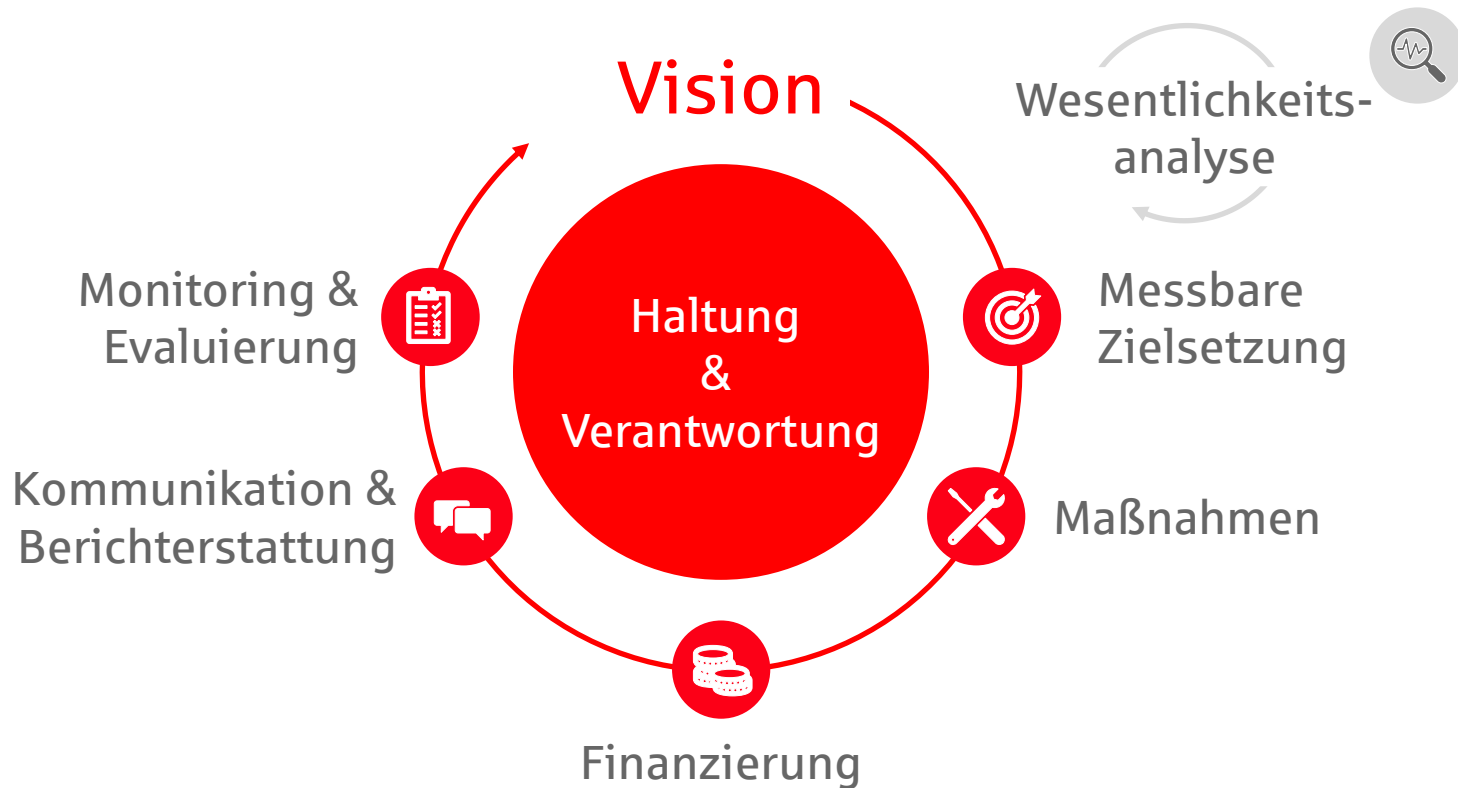 Vision
Wesentlichkeits-
analyse
Messbare
Zielsetzung
Maßnahmen
Finanzierung
Kommunikation &
Berichterstattung
Monitoring &
Evaluierung
Haltung
&
Verantwortung